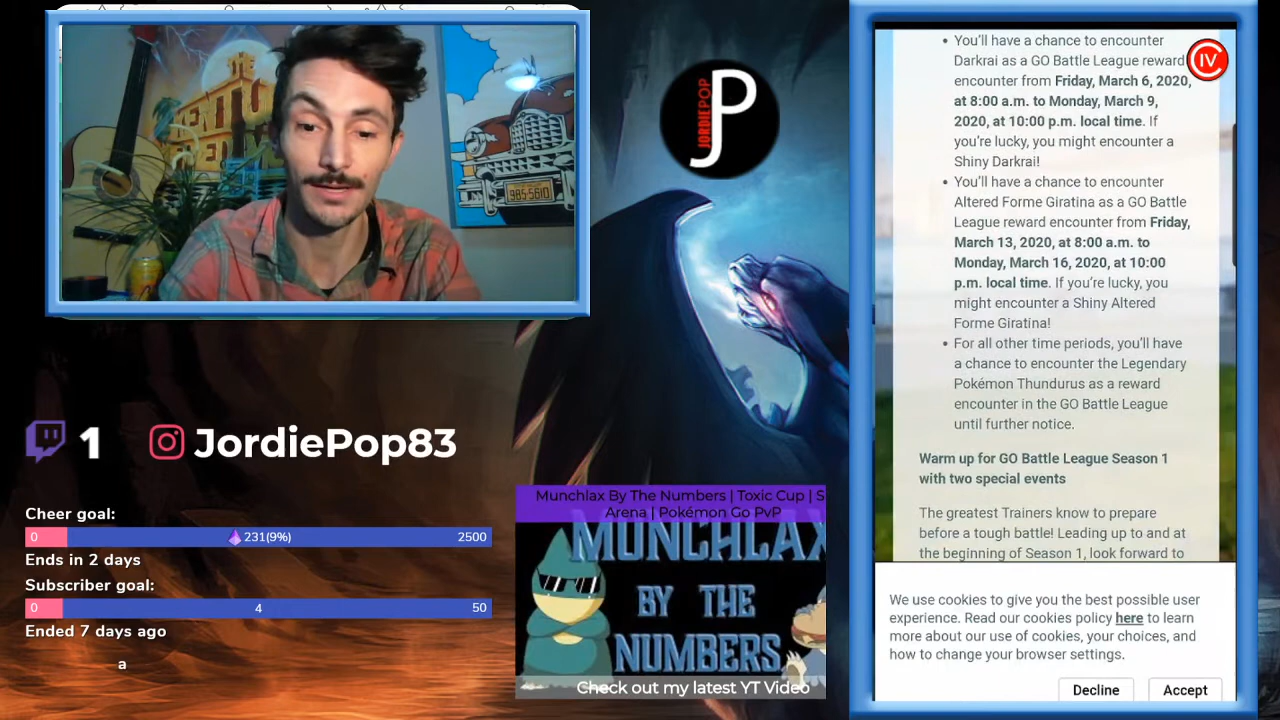 985-5610
JORDIEPOP
P
1
JordiePop83
Cheer goal:
0 231(9%) 2500
Ends in 2 days
Subscriber goal:
0 4 50
Ended 7 days ago
a
Munchlax By The Numbers | Toxic Cup | S
Arena | Pokémon Go PvP
MUNCHLAX
BY THE
NUMBERS
Check out my latest YT Video
IV
You'll have a chance to encounter
Darkrai as a GO Battle League reward
encounter from Friday, March 6, 2020,
at 8:00 a.m. to Monday, March 9,
2020, at 10:00 p.m. local time. If
you're lucky, you might encounter a
Shiny Darkrai!
You'll have a chance to encounter
Altered Forme Giratina as a GO Battle
League reward encounter from Friday,
March 13, 2020, at 8:00 a.m. to
Monday, March 16, 2020, at 10:00
p.m. local time. If you're lucky, you
might encounter a Shiny Altered
Forme Giratina!
For all other time periods, you'll have
a chance to encounter the Legendary
Pokémon Thundurus as a reward
encounter in the GO Battle League
until further notice.
Warm up for GO Battle League Season 1
with two special events
The greatest Trainers know to prepare
before a tough battle! Leading up to and at
the beginning of Season 1, look forward to
We use cookies to give you the best possible user
experience. Read our cookies policy here to learn
more about our use of cookies, your choices, and
how to change your browser settings.
Decline Accept